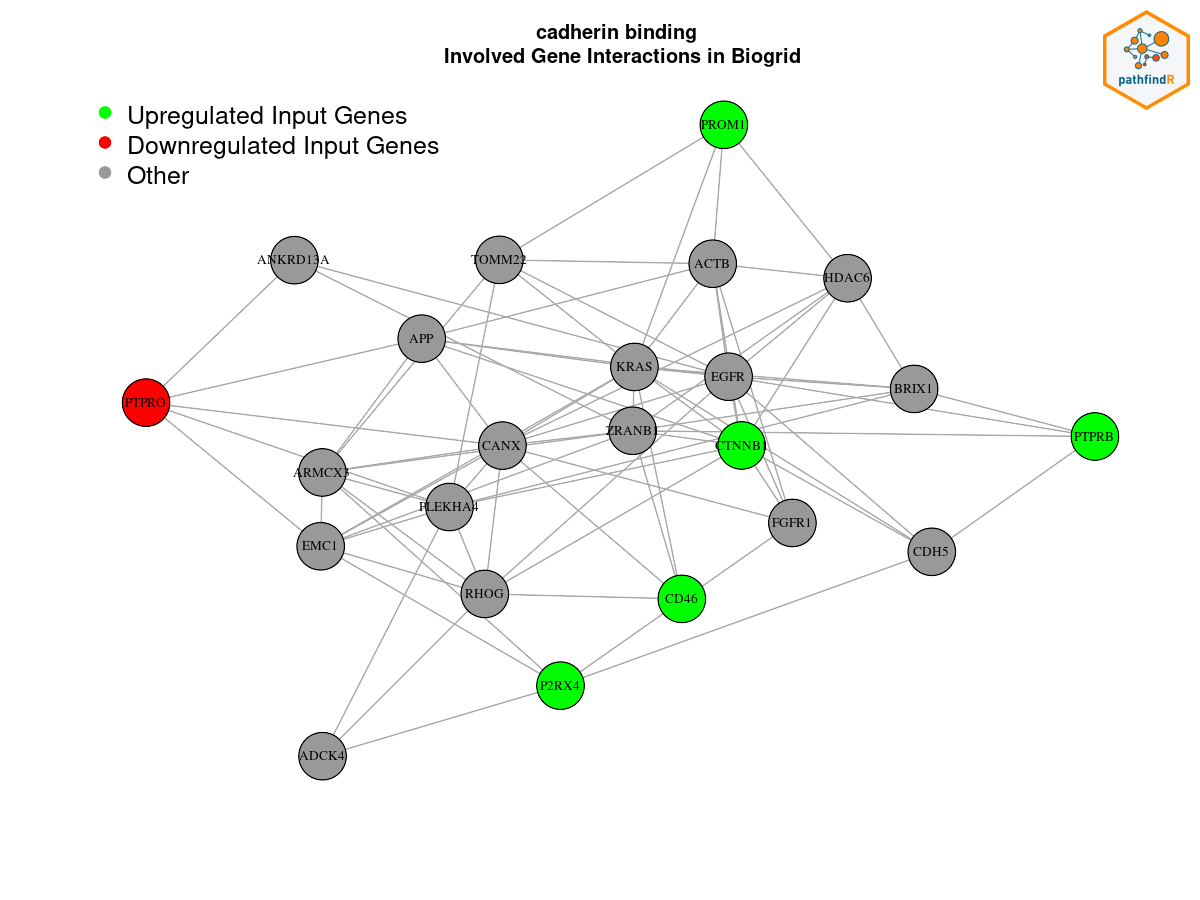 cadherin binding
Involved Gene Interactions in Biogrid
pathfindR
Upregulated Input Genes
Downregulated Input Genes
Other
PROM1
ANKRD13A
TOMM22
ACTB
HDAC6
APP
KRAS
EGFR
BRIX1
PTPRO
ZRANB1
PTPRB
CANX
CTNNB1
ARMCX3
PLEKHA4
FGFR1
EMC1
CDH5
RHOG
CD46
P2RX4
ADCK4